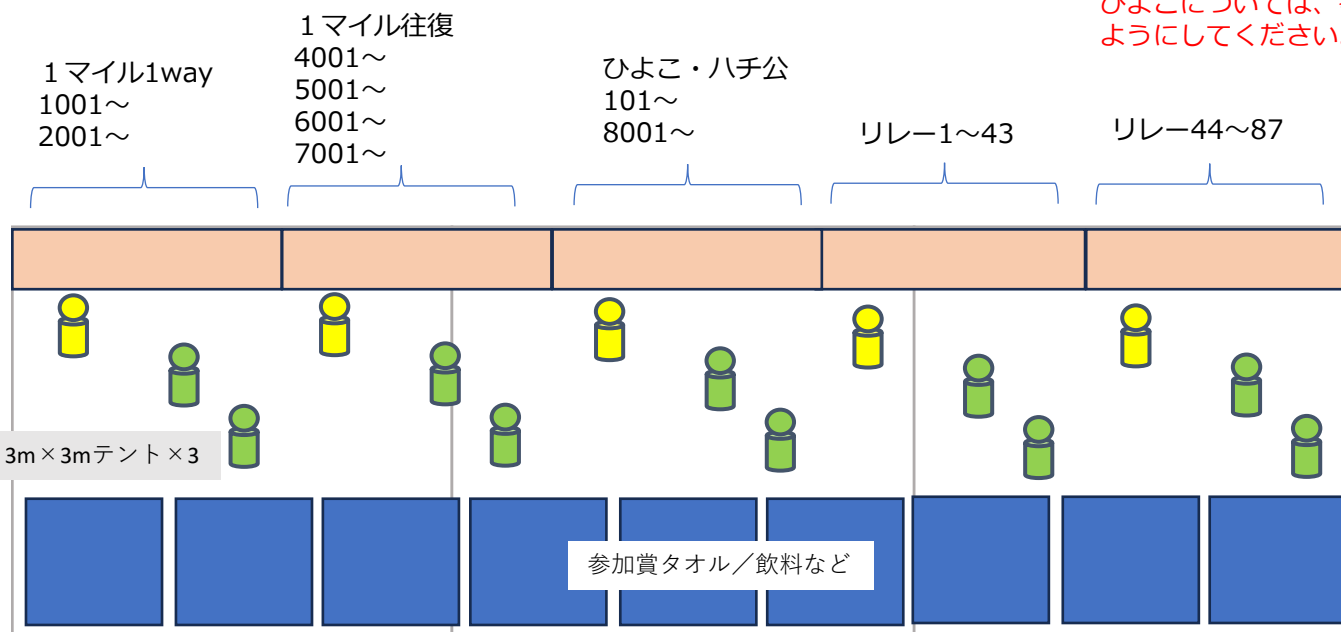 ひよこについては、
ようにしてください
1マイル1way
1001~
2001~
1マイル往復
4001~
5001~
6001~
7001~
ひよこ・ハチ公
101~
8001~
リレー1~43
リレー44~87
3m×3mテント×3
参加賞タオル/飲料など